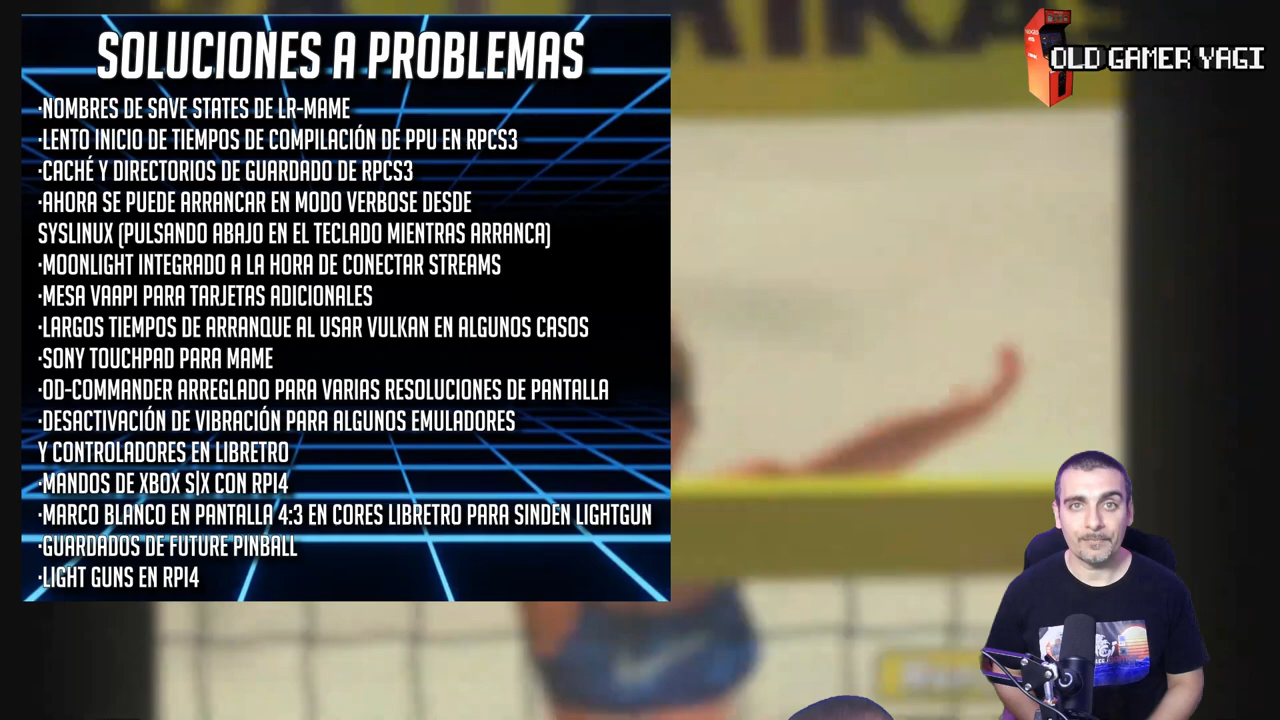 SOLUCIONES A PROBLEMAS
·NOMBRES DE SAVE STATES DE LR-MAME
·LENTO INICIO DE TIEMPOS DE COMPILACIÓN DE PPU EN RPCS3
·CACHÉ Y DIRECTORIOS DE GUARDADO DE RPCS3
·AHORA SE PUEDE ARRANCAR EN MODO VERBOSE DESDE
SYSLINUX (PULSANDO ABAJO EN EL TECLADO MIENTRAS ARRANCA)
·MOONLIGHT INTEGRADO A LA HORA DE CONECTAR STREAMS
·MESA VAAPI PARA TARJETAS ADICIONALES
·LARGOS TIEMPOS DE ARRANQUE AL USAR VULKAN EN ALGUNOS CASOS
·SONY TOUCHPAD PARA MAME
·OD-COMMANDER ARREGLADO PARA VARIAS RESOLUCIONES DE PANTALLA
·DESACTIVACIÓN DE VIBRACIÓN PARA ALGUNOS EMULADORES
Y CONTROLADORES EN LIBRETRO
·MANDOS DE XBOX S|X CON RPI4
·MARCO BLANCO EN PANTALLA 4:3 EN CORES LIBRETRO PARA SINDEN LIGHTGUN
·GUARDADOS DE FUTURE PINBALL
·LIGHT GUNS EN RPI4
OLD GAMER YAGI